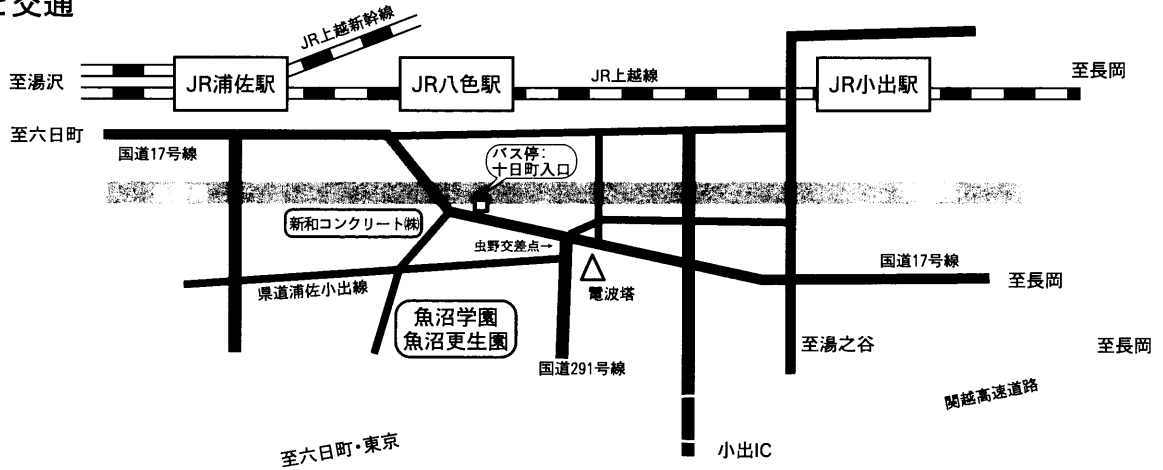 と交通
JR上越新幹線
至湯沢
JR浦佐駅
JR八色駅
JR上越線
JR小出駅
至長岡
至六日町
国道17号線
バス停:
十日町入口
新和コンクリート㈱
虫野交差点→
国道17号線
至長岡
県道浦佐小出線
電波塔
魚沼学園
魚沼更生園
国道291号線
至湯之谷
至長岡
関越高速道路
至六日町・東京
小出IC